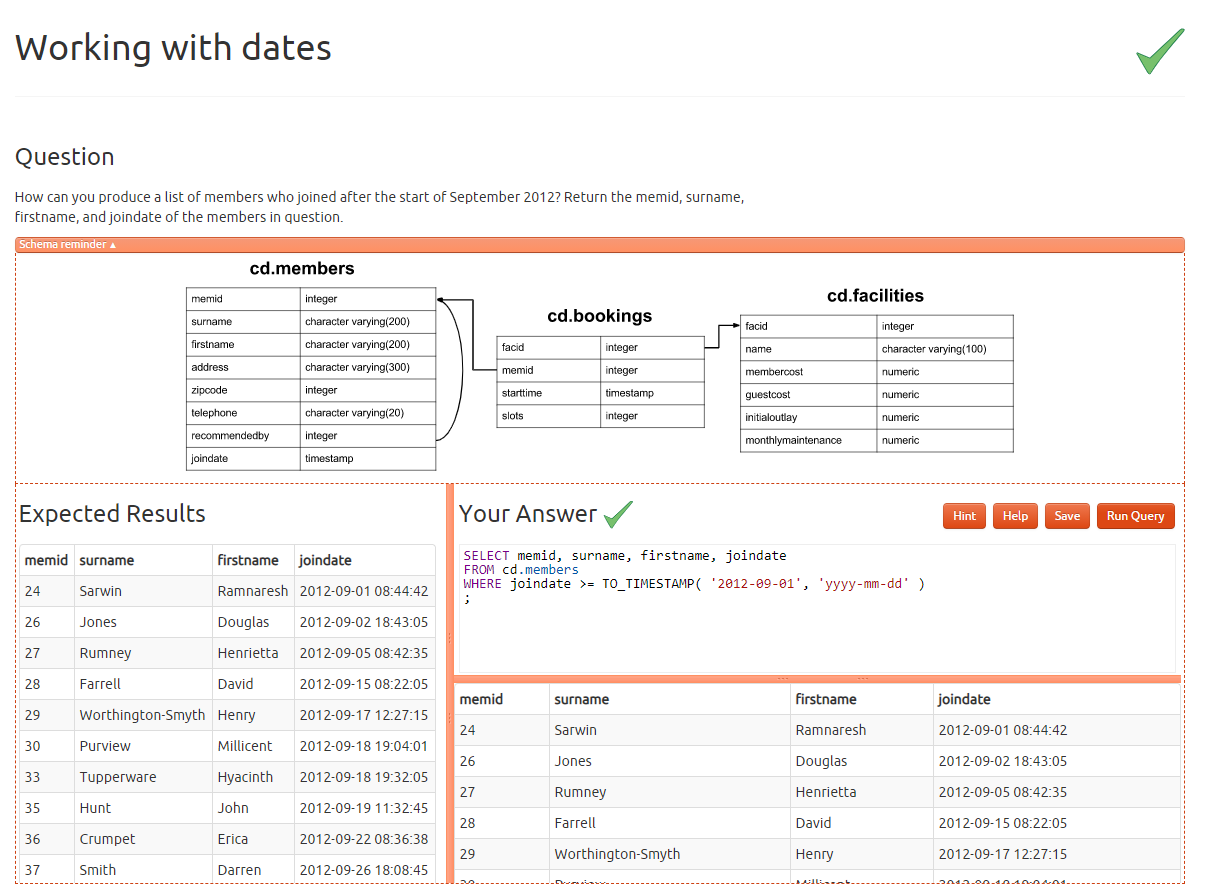 Working with dates
Question
How can you produce a list of members who joined after the start of September 2012? Return the memid, surname,
firstname, and joindate of the members in question.
Schema reminder ▴
cd.members
memid integer
surname character varying(200)
firstname character varying(200)
address character varying(300)
zipcode integer
telephone character varying(20)
recommendedby integer
joindate timestamp
cd.bookings
facid integer
memid integer
starttime timestamp
slots integer
cd.facilities
facid integer
name character varying(100)
membercost numeric
guestcost numeric
initialoutlay numeric
monthlymaintenance numeric
Expected Results
memid surname firstname joindate
24 Sarwin Ramnaresh 2012-09-01 08:44:42
26 Jones Douglas 2012-09-02 18:43:05
27 Rumney Henrietta 2012-09-05 08:42:35
28 Farrell David 2012-09-15 08:22:05
29 Worthington-Smyth Henry 2012-09-17 12:27:15
30 Purview Millicent 2012-09-18 19:04:01
33 Tupperware Hyacinth 2012-09-18 19:32:05
35 Hunt John 2012-09-19 11:32:45
36 Crumpet Erica 2012-09-22 08:36:38
37 Smith Darren 2012-09-26 18:08:45
Your Answer
Hint Help Save Run Query
SELECT memid, surname, firstname, joindate
FROM cd.members
WHERE joindate >= TO_TIMESTAMP( '2012-09-01', 'yyyy-mm-dd' )
;
memid surname firstname joindate
24 Sarwin Ramnaresh 2012-09-01 08:44:42
26 Jones Douglas 2012-09-02 18:43:05
27 Rumney Henrietta 2012-09-05 08:42:35
28 Farrell David 2012-09-15 08:22:05
29 Worthington-Smyth Henry 2012-09-17 12:27:15